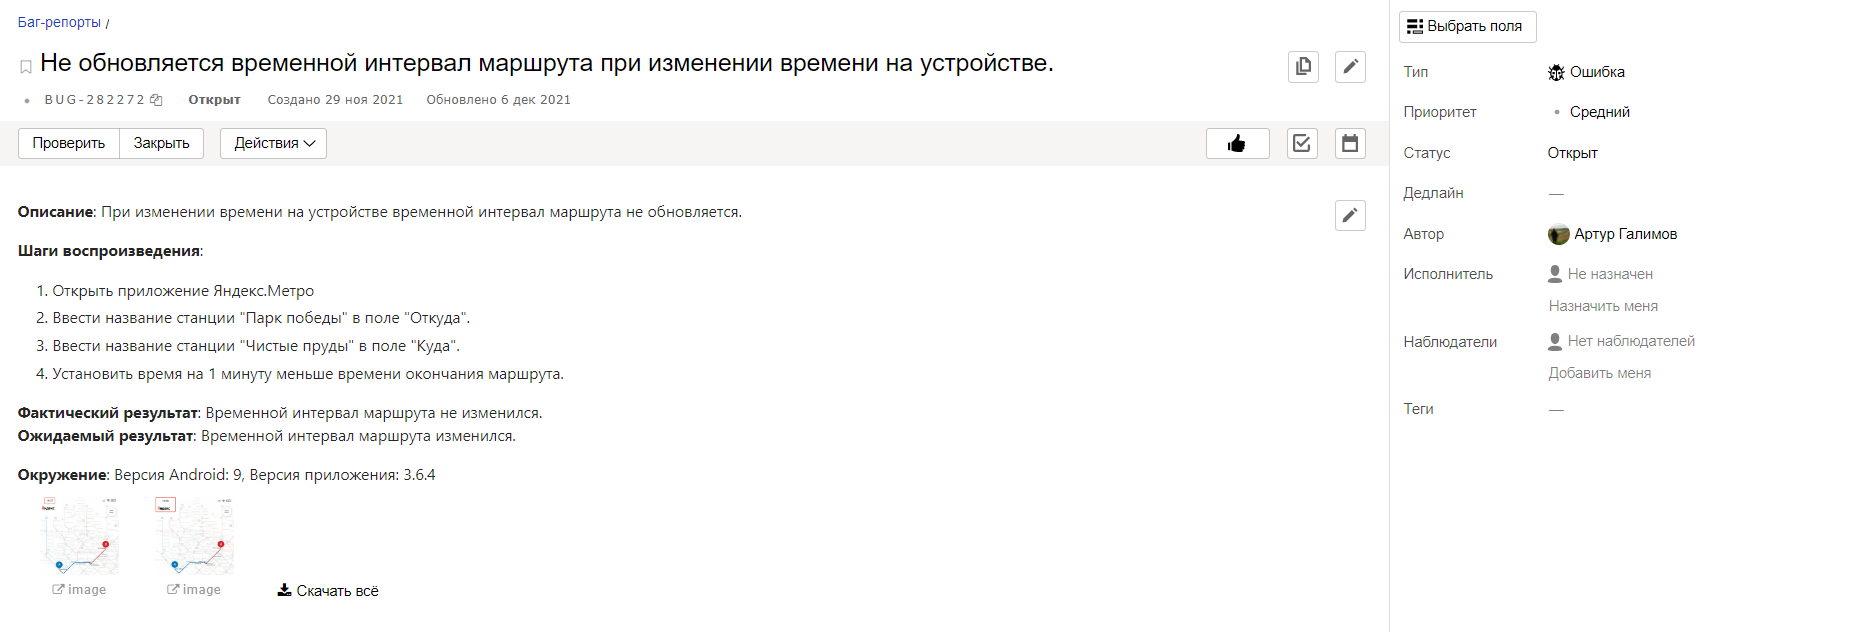 Баг-репорты /
Не обновляется временной интервал маршрута при изменении времени на устройстве.
BUG-282272 Открыт Создано 29 ноя 2021 Обновлено 6 дек 2021
Проверить Закрыть Действия
Описание: При изменении времени на устройстве временной интервал маршрута не обновляется.
Шаги воспроизведения:
1. Открыть приложение Яндекс.Метро
2. Ввести название станции "Парк победы" в поле "Откуда".
3. Ввести название станции "Чистые пруды" в поле "Куда".
4. Установить время на 1 минуту меньше времени окончания маршрута.
Фактический результат: Временной интервал маршрута не изменился.
Ожидаемый результат: Временной интервал маршрута изменился.
Окружение: Версия Android: 9, Версия приложения: 3.6.4
image image Скачать всё
Выбрать поля
Тип Ошибка
Приоритет Средний
Статус Открыт
Дедлайн —
Автор Артур Галимов
Исполнитель Не назначен
Назначить меня
Наблюдатели Нет наблюдателей
Добавить меня
Теги —